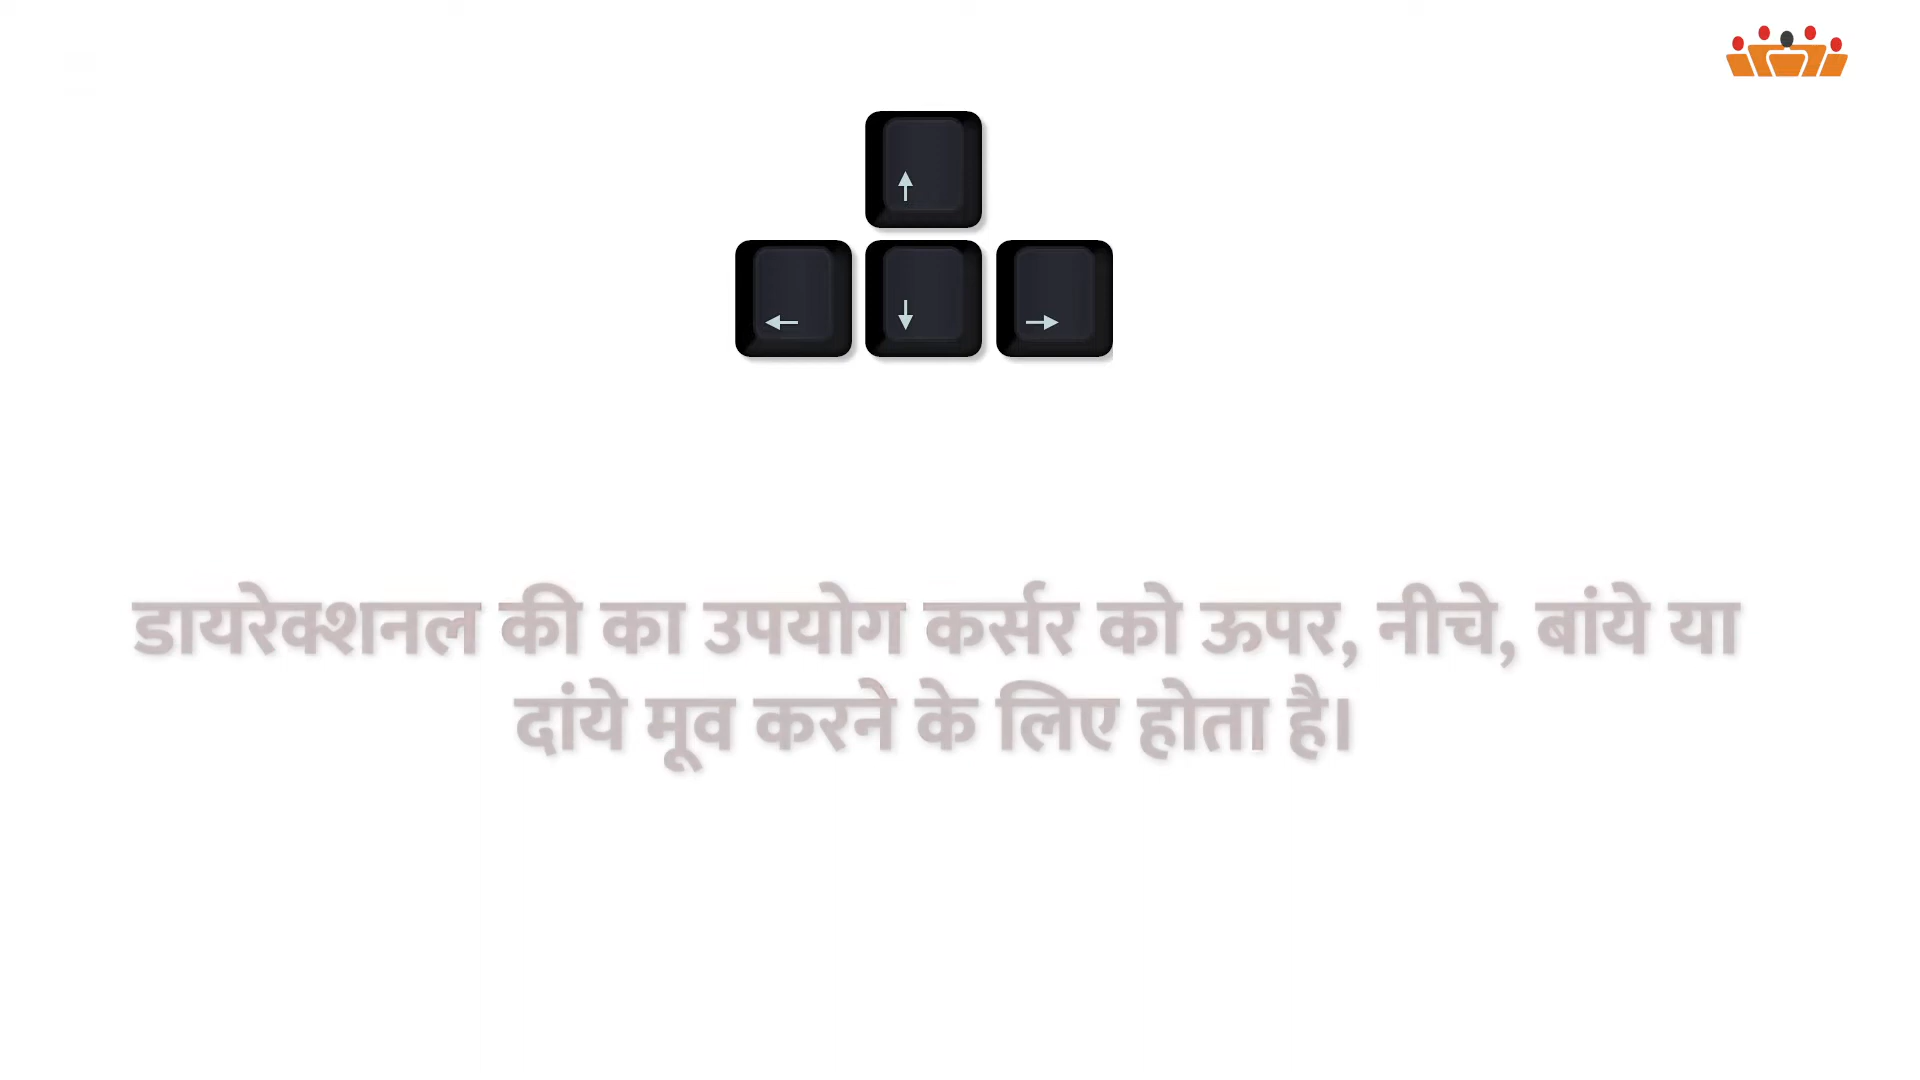 डायरेक्शनल की का उपयोग कर्सर को ऊपर, नीचे, बांये या
दांये मूव करने के लिए होता है।